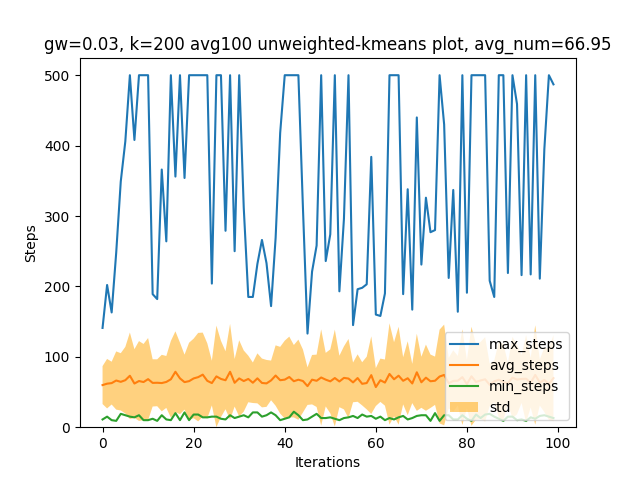 gw=0.03, k=200 avg100 unweighted-kmeans plot, avg_num=66.95
500
400
300
200
100
0
Steps
max_steps
avg_steps
min_steps
std
0
20
40
60
80
100
Iterations